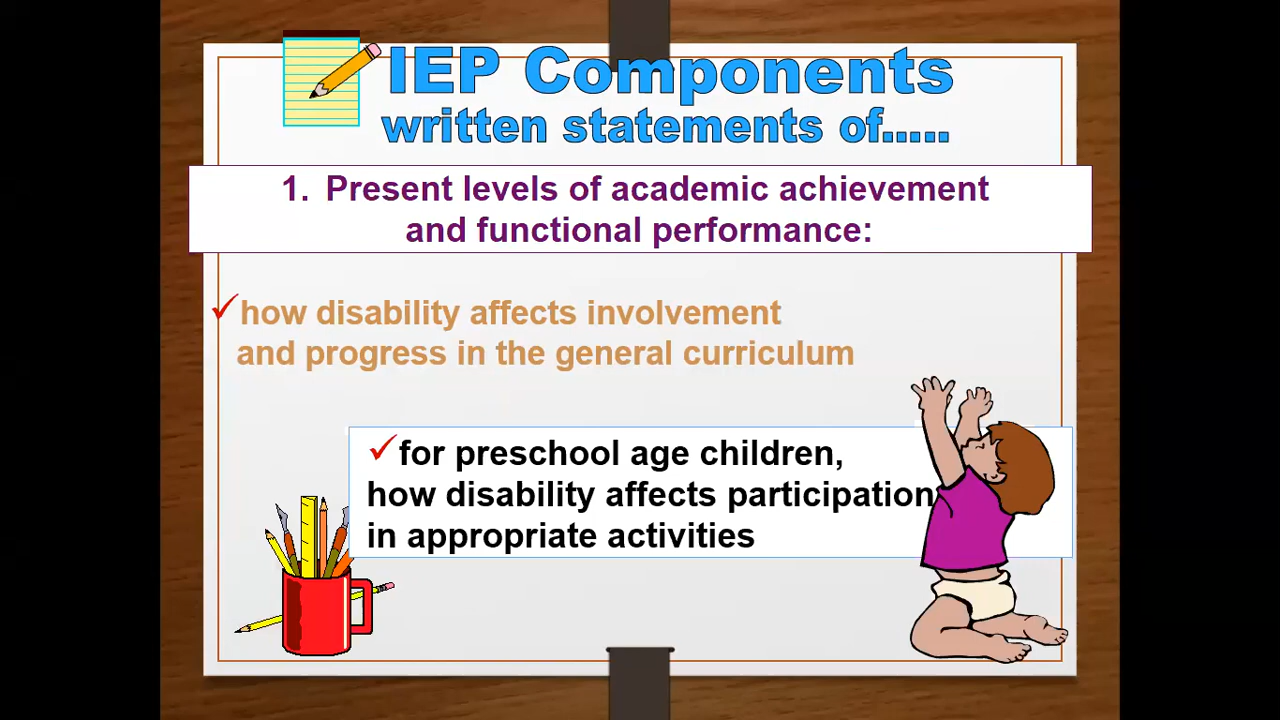 IEP Components
written statements of.....
1. Present levels of academic achievement
and functional performance:
✓how disability affects involvement
and progress in the general curriculum
✓for preschool age children,
how disability affects participation
in appropriate activities